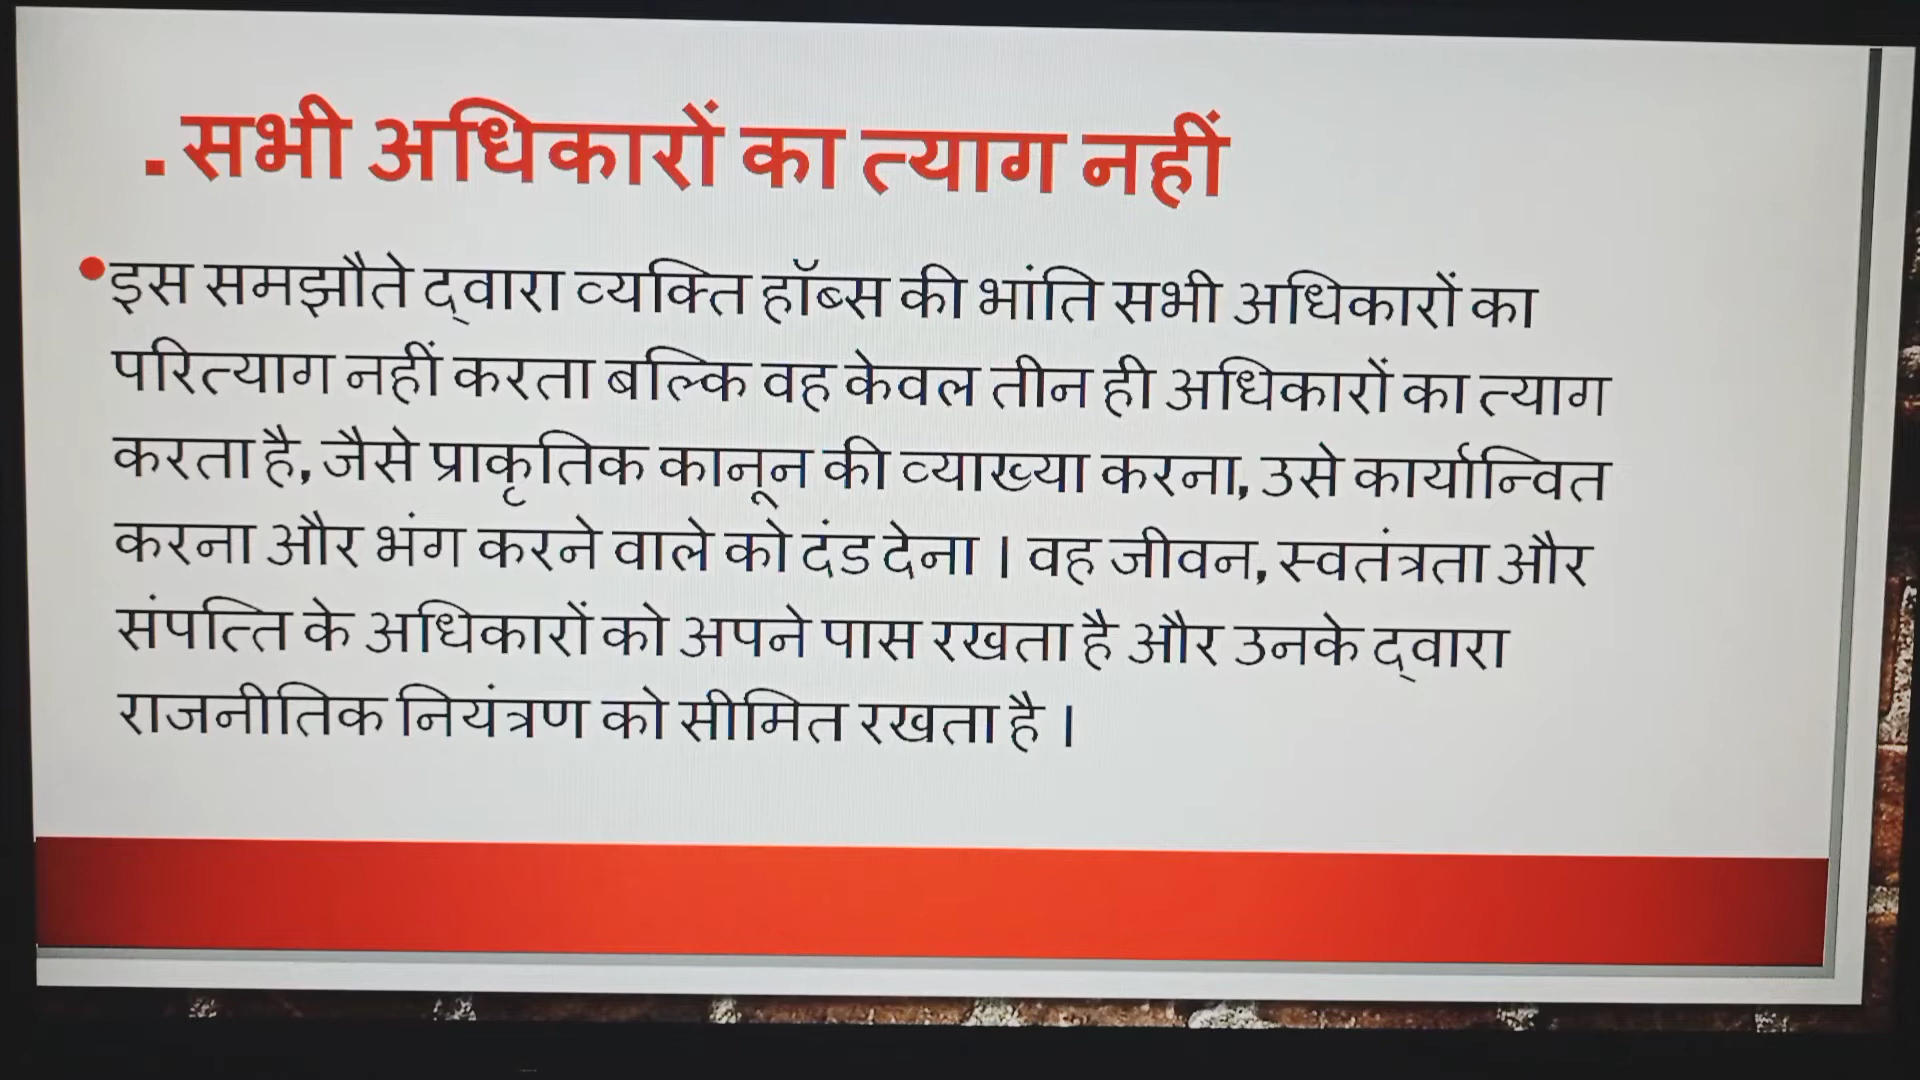 . सभी अधिकारों का त्याग नहीं
•इस समझौते द्वारा व्यक्ति हॉब्स की भांति सभी अधिकारों का
परित्याग नहीं करता बल्कि वह केवल तीन ही अधिकारों का त्याग
करता है, जैसे प्राकृतिक कानून की व्याख्या करना, उसे कार्यान्वित
करना और भंग करने वाले को दंड देना । वह जीवन, स्वतंत्रता और
संपत्ति के अधिकारों को अपने पास रखता है और उनके द्वारा
राजनीतिक नियंत्रण को सीमित रखता है ।